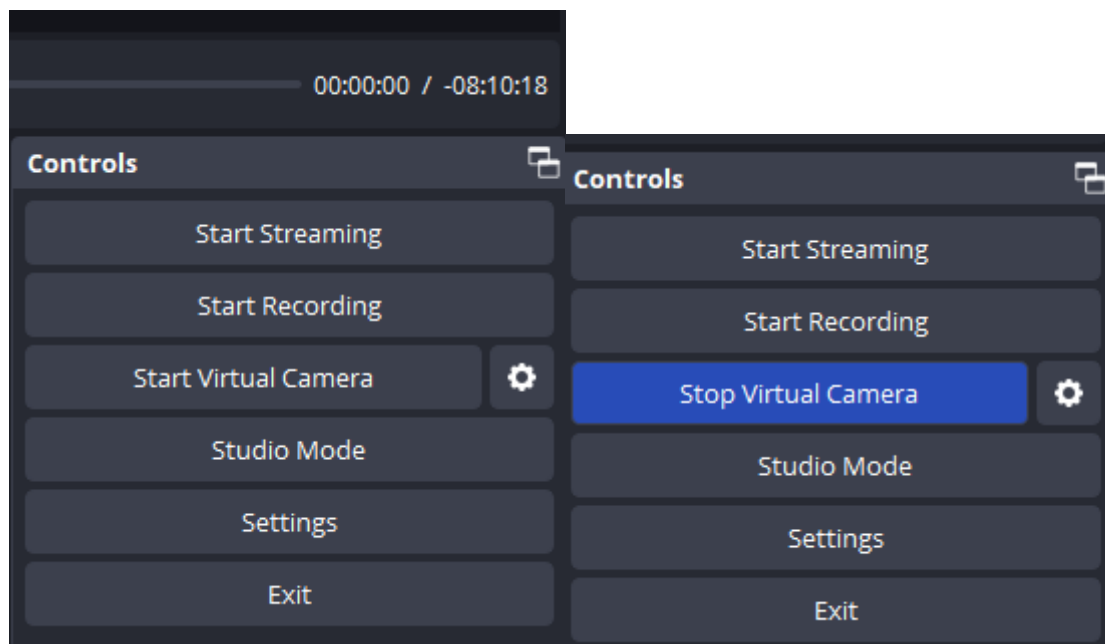 00:00:00 / -08:10:18
Controls
Start Streaming
Start Recording
Start Virtual Camera
Studio Mode
Settings
Exit
Controls
Start Streaming
Start Recording
Stop Virtual Camera
Studio Mode
Settings
Exit